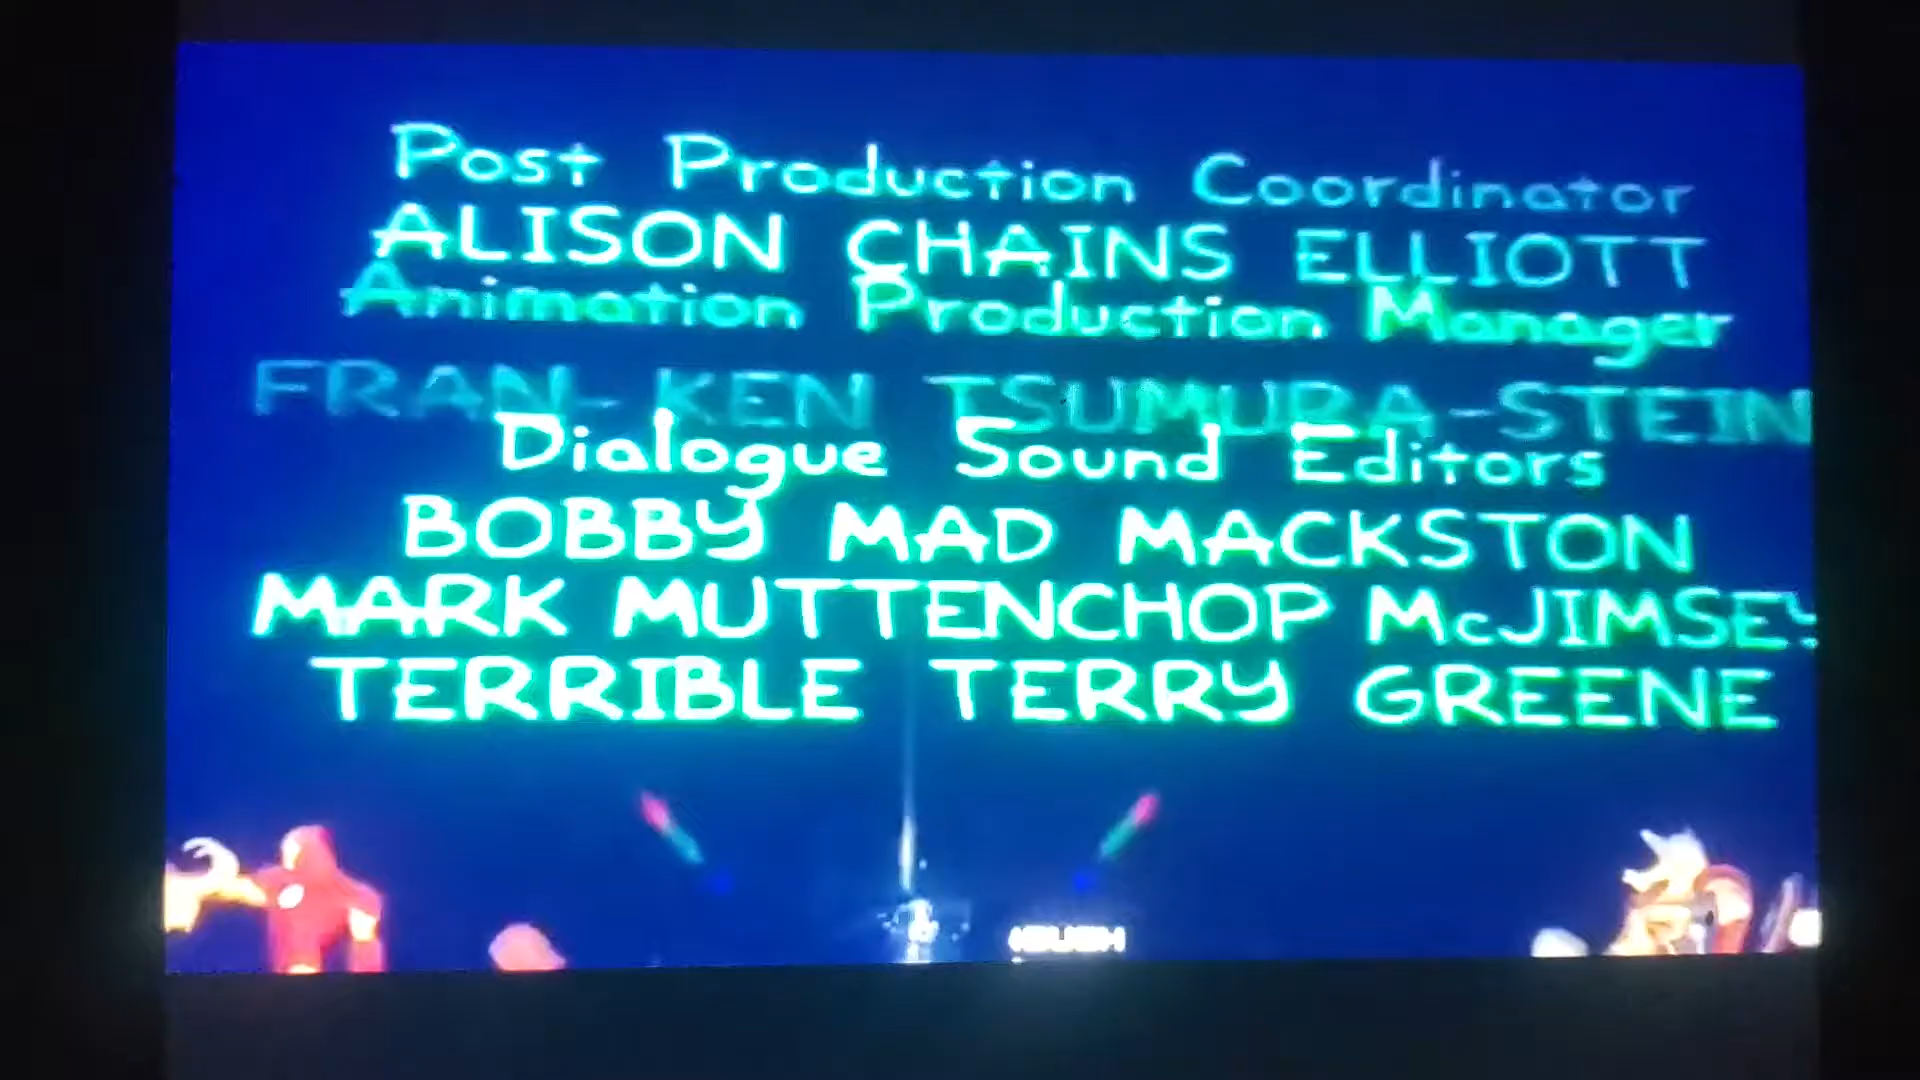 Post Production Coordinator
ALISON CHAINS ELLIOTT
Animation Production Manager
FRAN-KEN TSUMURA-STEIN
Dialogue Sound Editors
BOBBY MAD MACKSTON
MARK MUTTENCHOP McJIMSEY
TERRIBLE TERRY GREENE